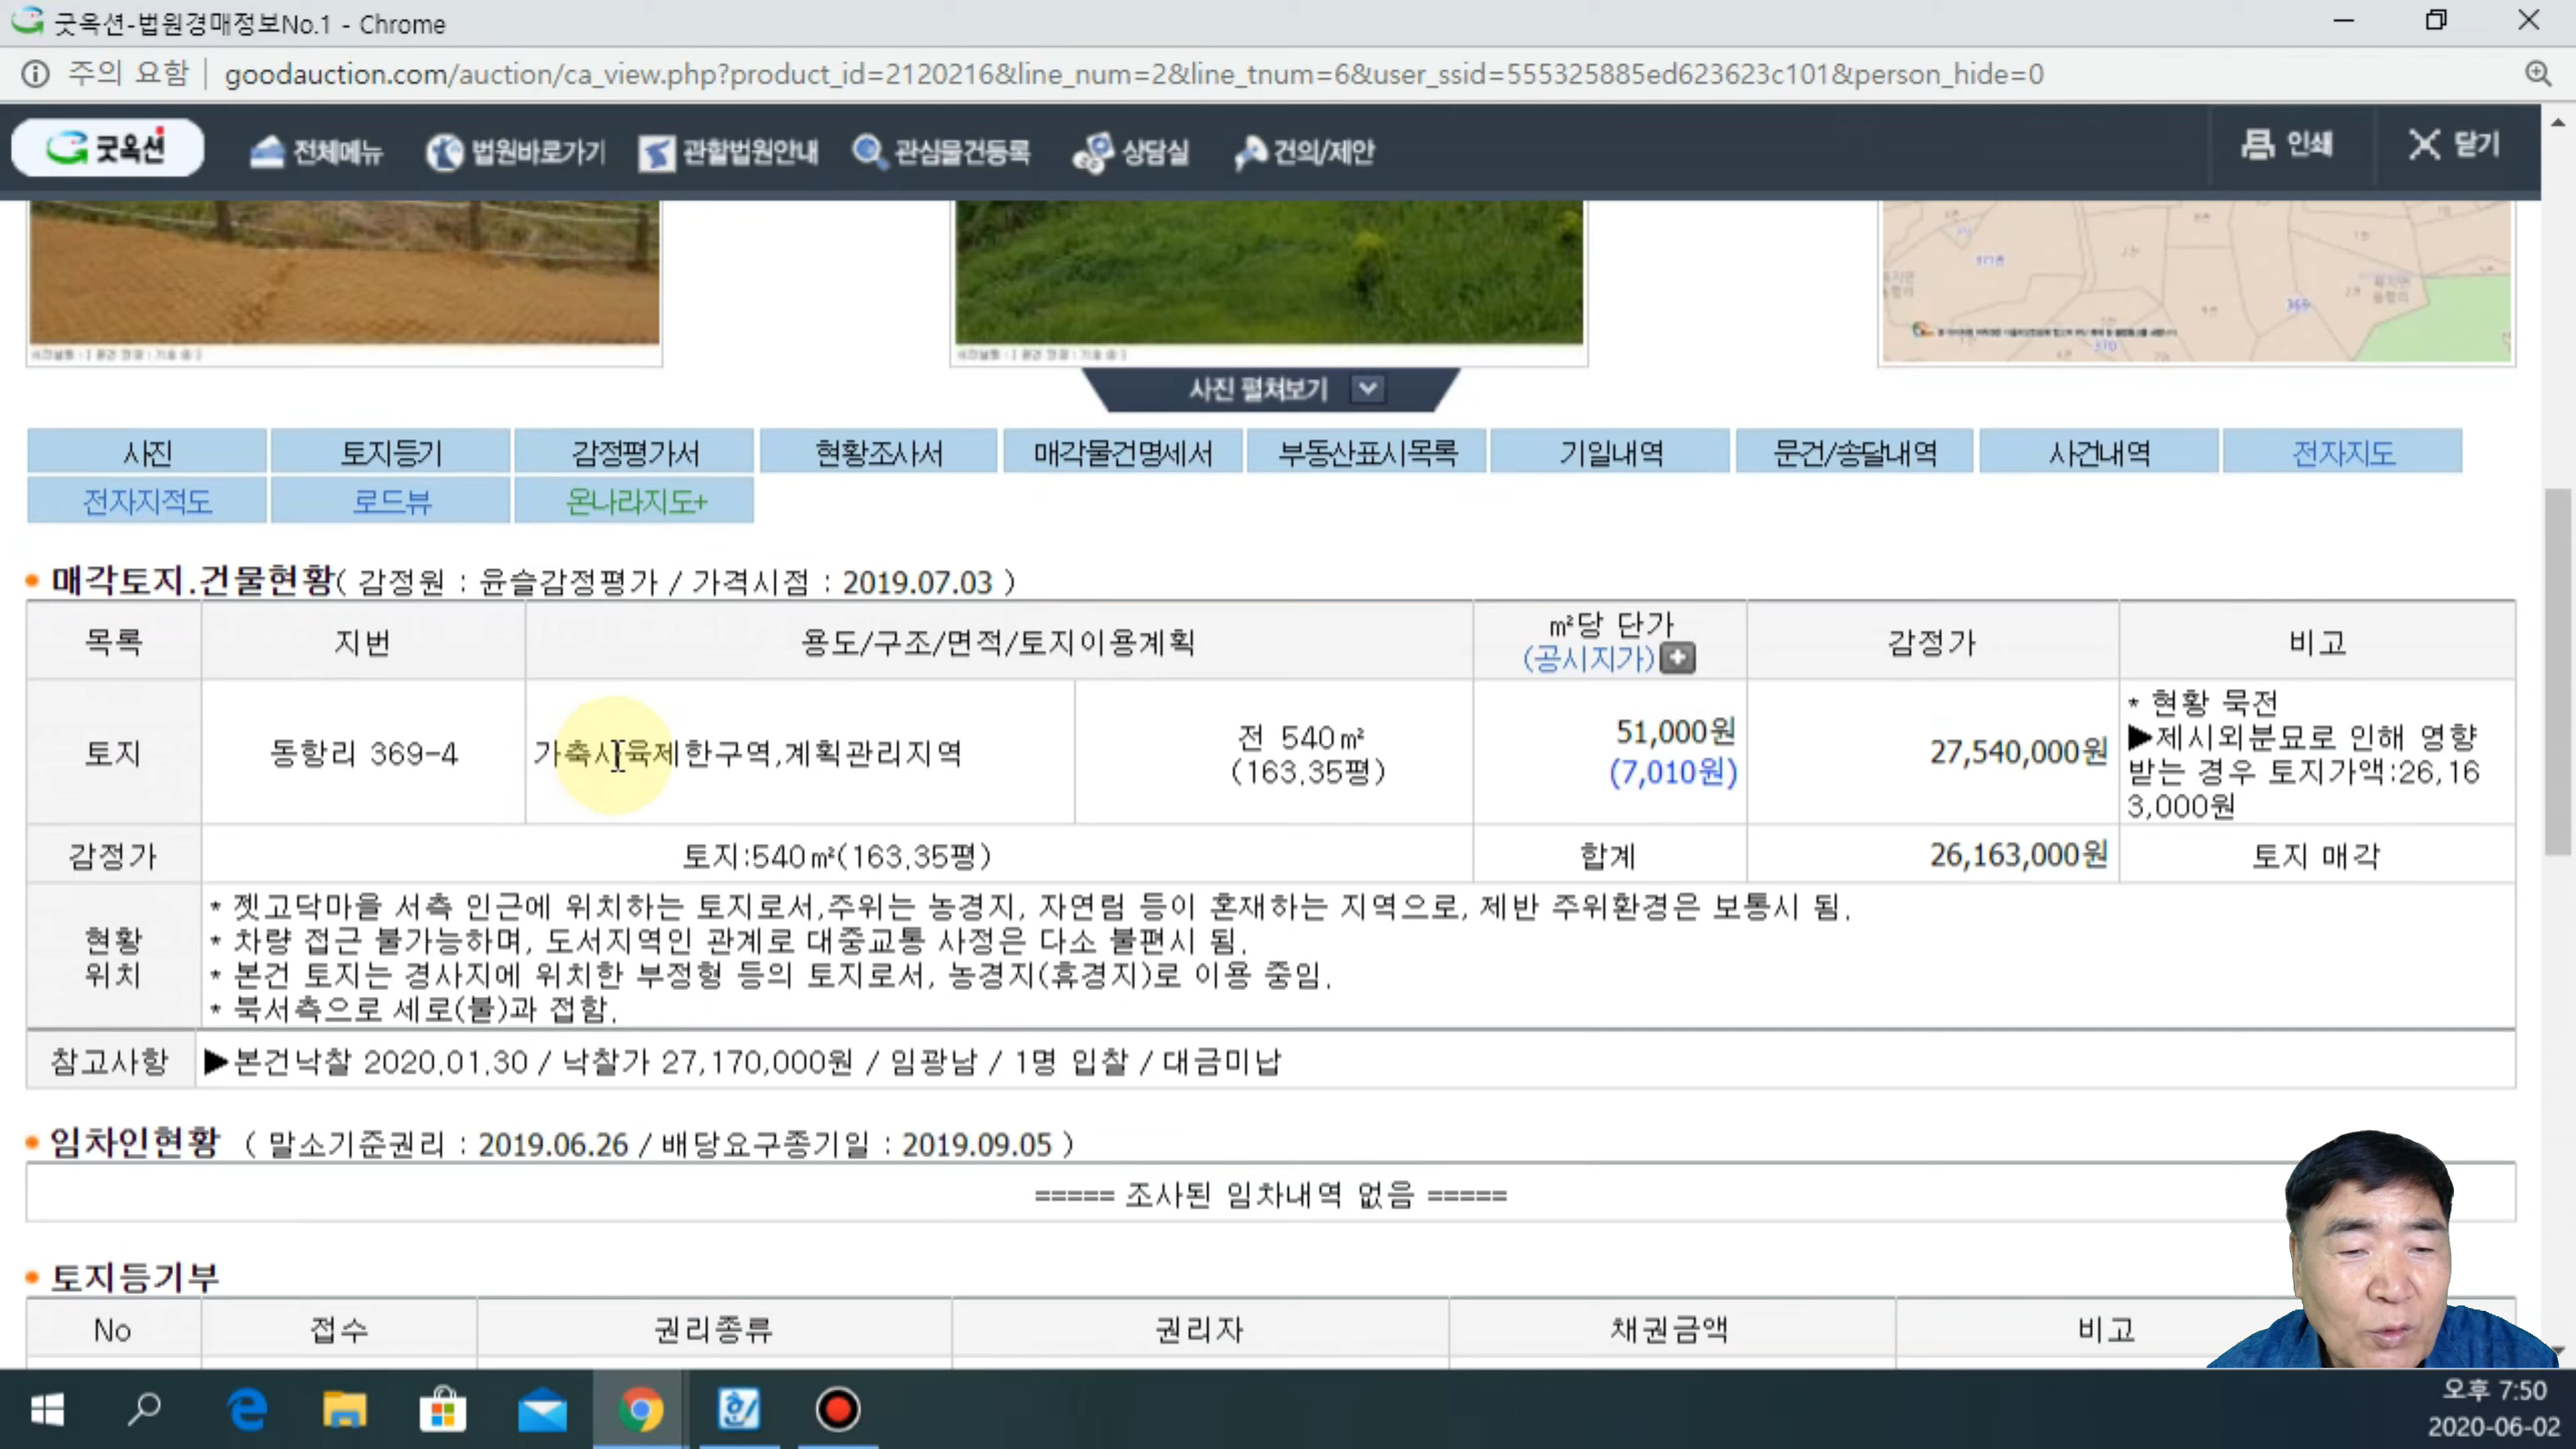 굿옥션-법원경매정보No.1 - Chrome
주의 요함 | goodauction.com/auction/ca_view.php?product_id=2120216&line_num=2&line_tnum=6&user_ssid=555325885ed623623c101&person_hide=0
굿옥션 전체메뉴 법원바로가기 관할법원안내 관심물건등록 상담실 건의/제안 인쇄 닫기
369
370
사진 펼쳐보기
사진 토지등기 감정평가서 현황조사서 매각물건명세서 부동산표시목록 기일내역 문건/송달내역 사건내역 전자지도
전자지적도 로드뷰 온나라지도+
매각토지.건물현황( 감정원 : 윤슬감정평가 / 가격시점 : 2019.07.03 )
목록 지번 용도/구조/면적/토지이용계획 ㎡당 단가 (공시지가) 감정가 비고
토지 동항리 369-4 가축사육제한구역,계획관리지역 전 540㎡ (163.35평) 51,000원 (7,010원) 27,540,000원
* 현황 묵전
▶제시외분묘로 인해 영향
받는 경우 토지가액:26,16
3,000원
감정가 토지:540㎡(163.35평) 합계 26,163,000원 토지 매각
현황 위치
* 젯고닥마을 서측 인근에 위치하는 토지로서,주위는 농경지, 자연림 등이 혼재하는 지역으로, 제반 주위환경은 보통시 됨.
* 차량 접근 불가능하며, 도서지역인 관계로 대중교통 사정은 다소 불편시 됨.
* 본건 토지는 경사지에 위치한 부정형 등의 토지로서, 농경지(휴경지)로 이용 중임.
* 북서측으로 세로(불)과 접함.
참고사항 ▶본건낙찰 2020.01.30 / 낙찰가 27,170,000원 / 임광남 / 1명 입찰 / 대금미납
임차인현황 ( 말소기준권리 : 2019.06.26 / 배당요구종기일 : 2019.09.05 )
===== 조사된 임차내역 없음 =====
토지등기부
No 접수 권리종류 권리자 채권금액 비고
오후 7:50
2020-06-02